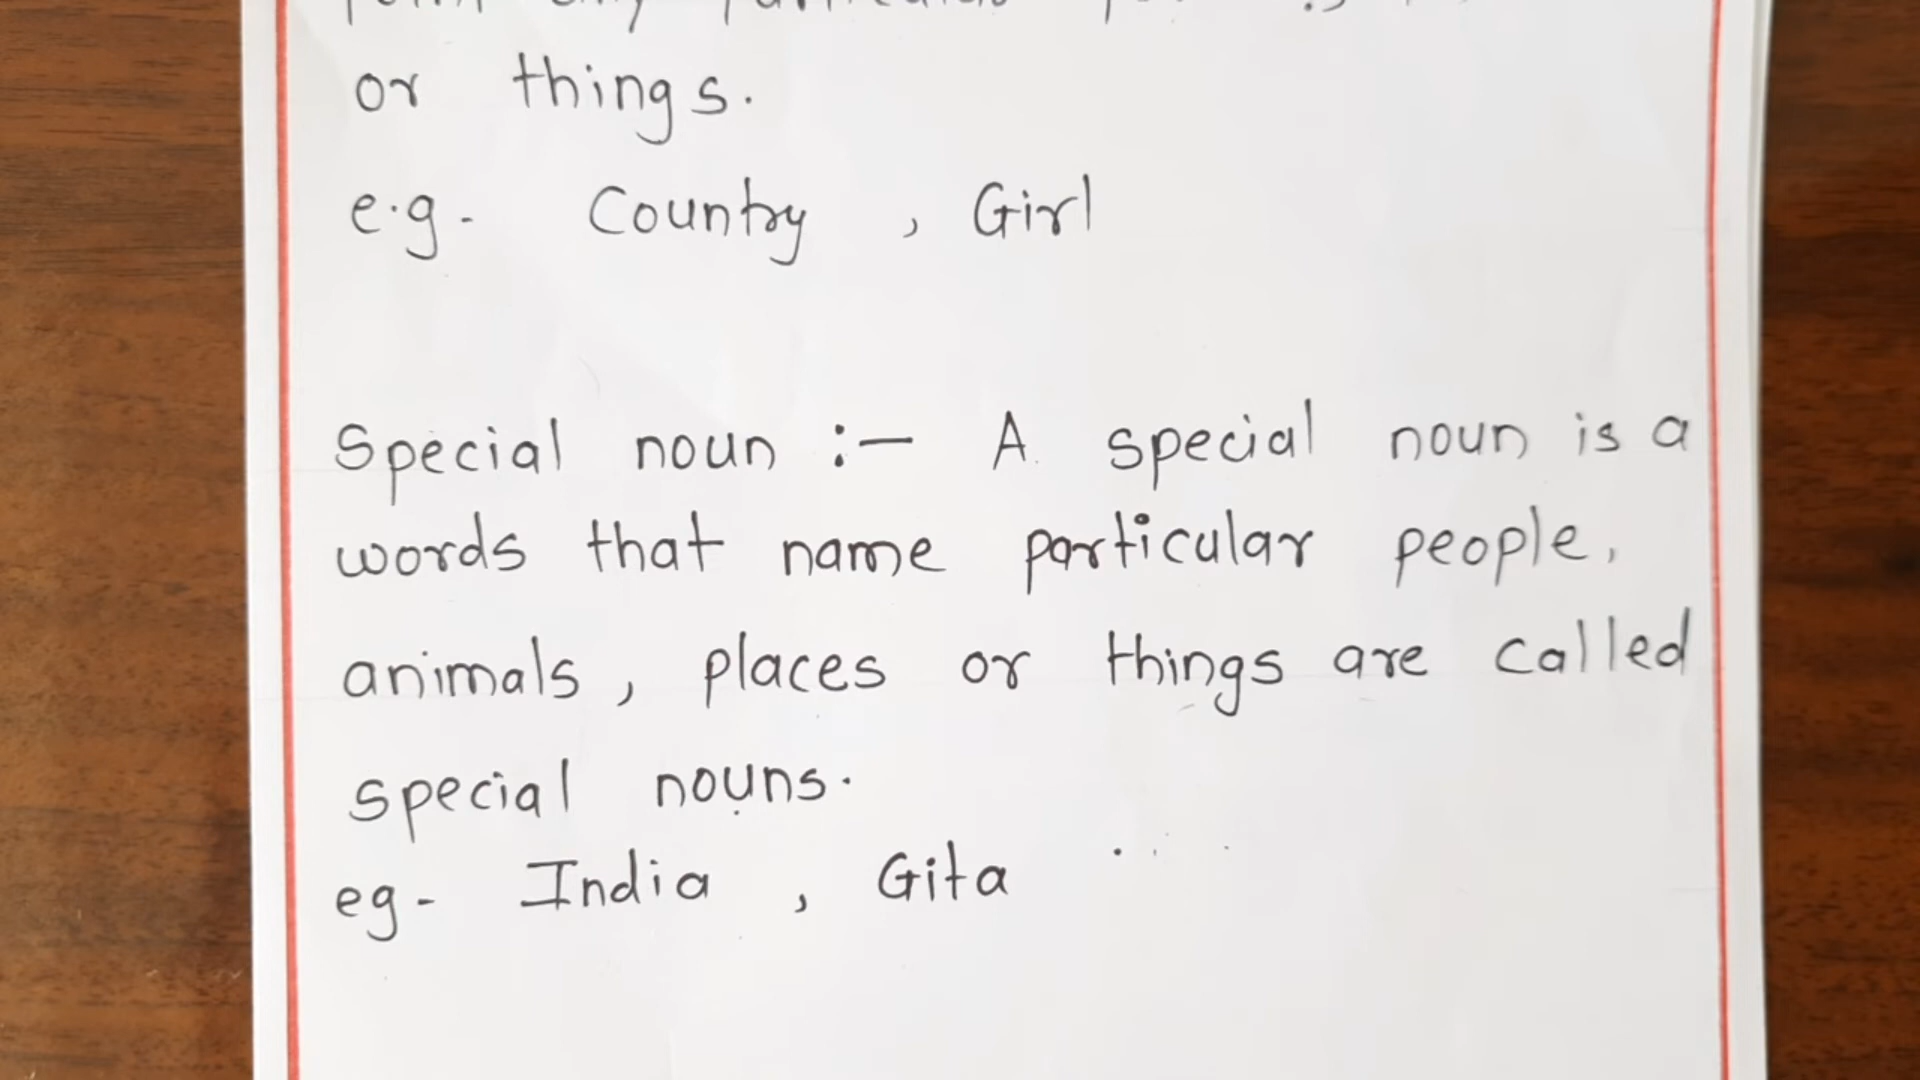 or things.
e.g. - Country , Girl
Special noun :- A special noun is a
words that name particular people,
animals, places or things are called
special nouns.
eg - India , Gita